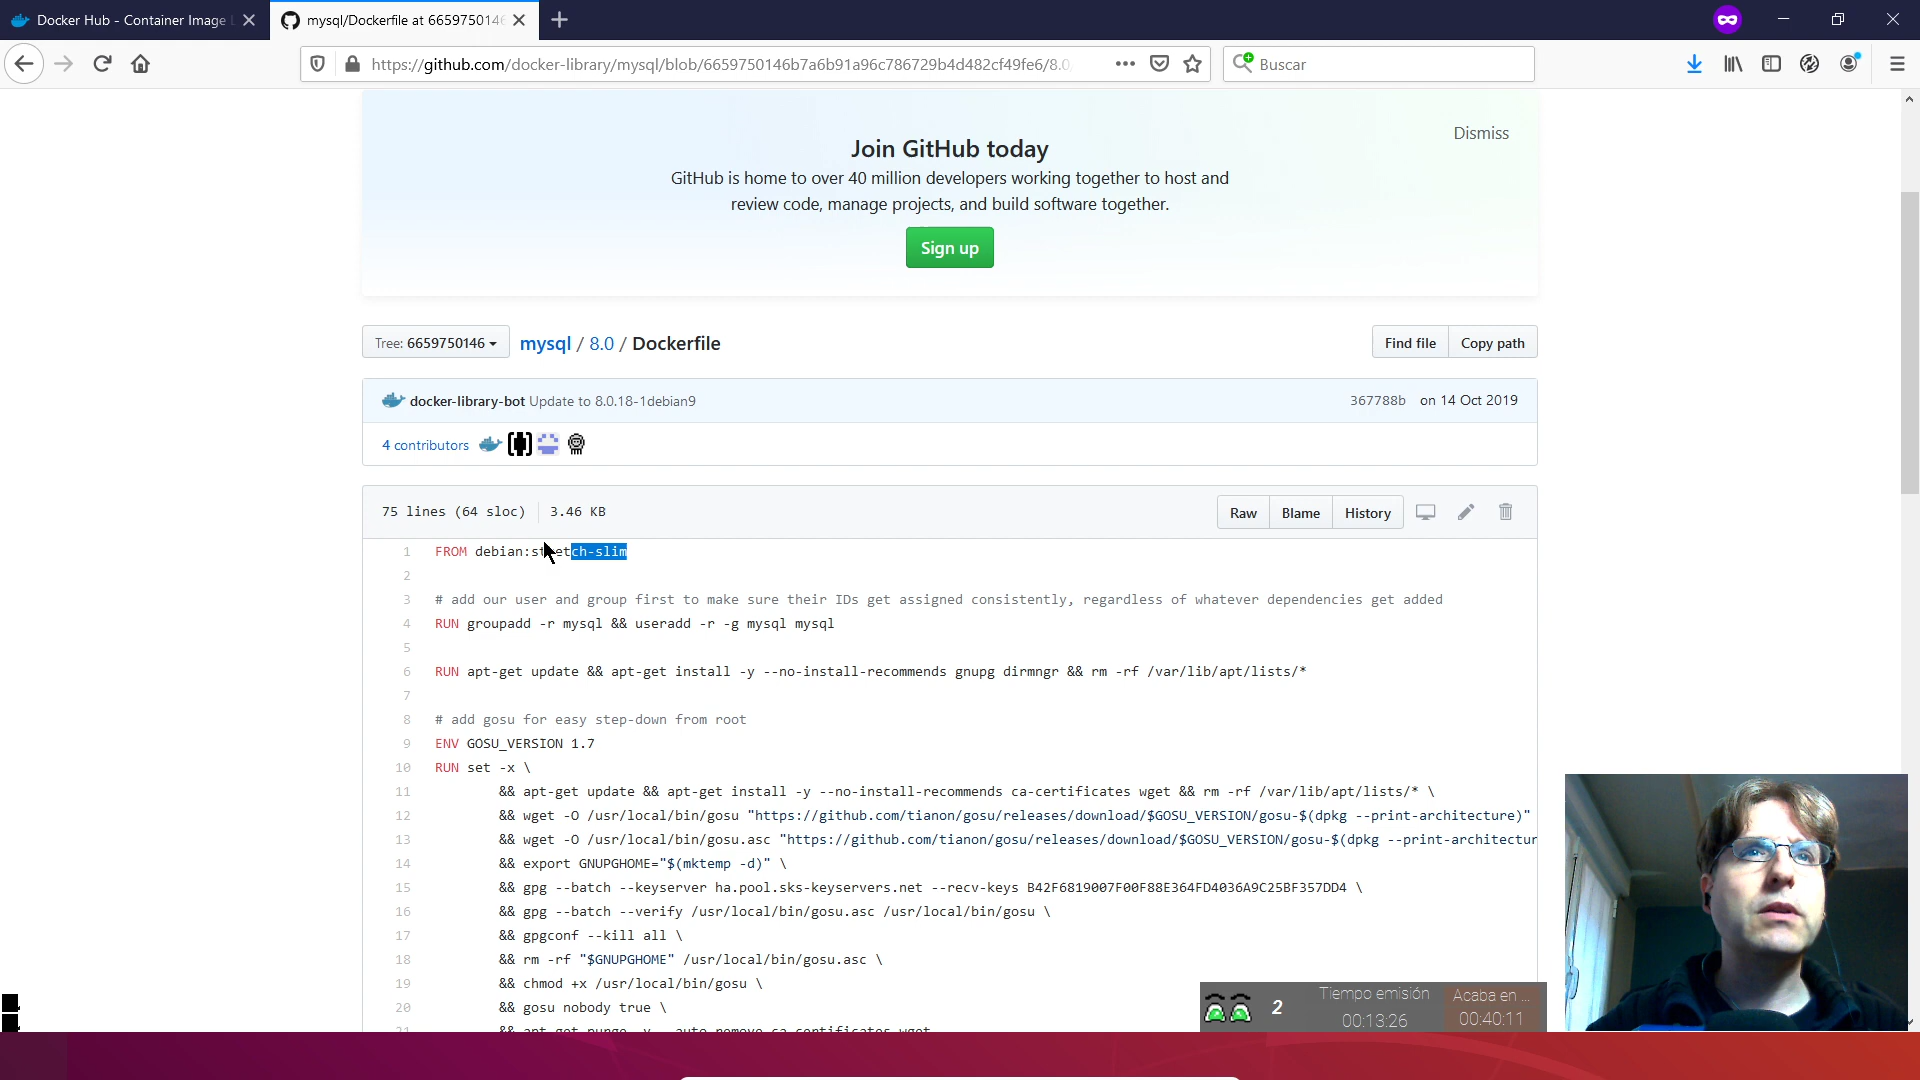 Docker Hub - Container Image
mysql/Dockerfile at 6659750146
https://github.com/docker-library/mysql/blob/6659750146b7a6b91a96c786729b4d482cf49fe6/8.0
Buscar
Dismiss
Join GitHub today
GitHub is home to over 40 million developers working together to host and
review code, manage projects, and build software together.
Sign up
Tree: 6659750146
mysql / 8.0 / Dockerfile
Find file
Copy path
docker-library-bot Update to 8.0.18-1debian9
367788b on 14 Oct 2019
4 contributors
75 lines (64 sloc) 3.46 KB
Raw
Blame
History
1 FROM debian:stretch-slim
2
3 # add our user and group first to make sure their IDs get assigned consistently, regardless of whatever dependencies get added
4 RUN groupadd -r mysql && useradd -r -g mysql mysql
5
6 RUN apt-get update && apt-get install -y --no-install-recommends gnupg dirmngr && rm -rf /var/lib/apt/lists/*
7
8 # add gosu for easy step-down from root
9 ENV GOSU_VERSION 1.7
10 RUN set -x \
11 && apt-get update && apt-get install -y --no-install-recommends ca-certificates wget && rm -rf /var/lib/apt/lists/* \
12 && wget -O /usr/local/bin/gosu "https://github.com/tianon/gosu/releases/download/$GOSU_VERSION/gosu-$(dpkg --print-architecture)"
13 && wget -O /usr/local/bin/gosu.asc "https://github.com/tianon/gosu/releases/download/$GOSU_VERSION/gosu-$(dpkg --print-architectur
14 && export GNUPGHOME="$(mktemp -d)" \
15 && gpg --batch --keyserver ha.pool.sks-keyservers.net --recv-keys B42F6819007F00F88E364FD4036A9C25BF357DD4 \
16 && gpg --batch --verify /usr/local/bin/gosu.asc /usr/local/bin/gosu \
17 && gpgconf --kill all \
18 && rm -rf "$GNUPGHOME" /usr/local/bin/gosu.asc \
19 && chmod +x /usr/local/bin/gosu \
20 && gosu nobody true \
21 && apt-get purge -y --auto-remove ca-certificates wget
2
Tiempo emisión
00:13:26
Acaba en ...
00:40:11